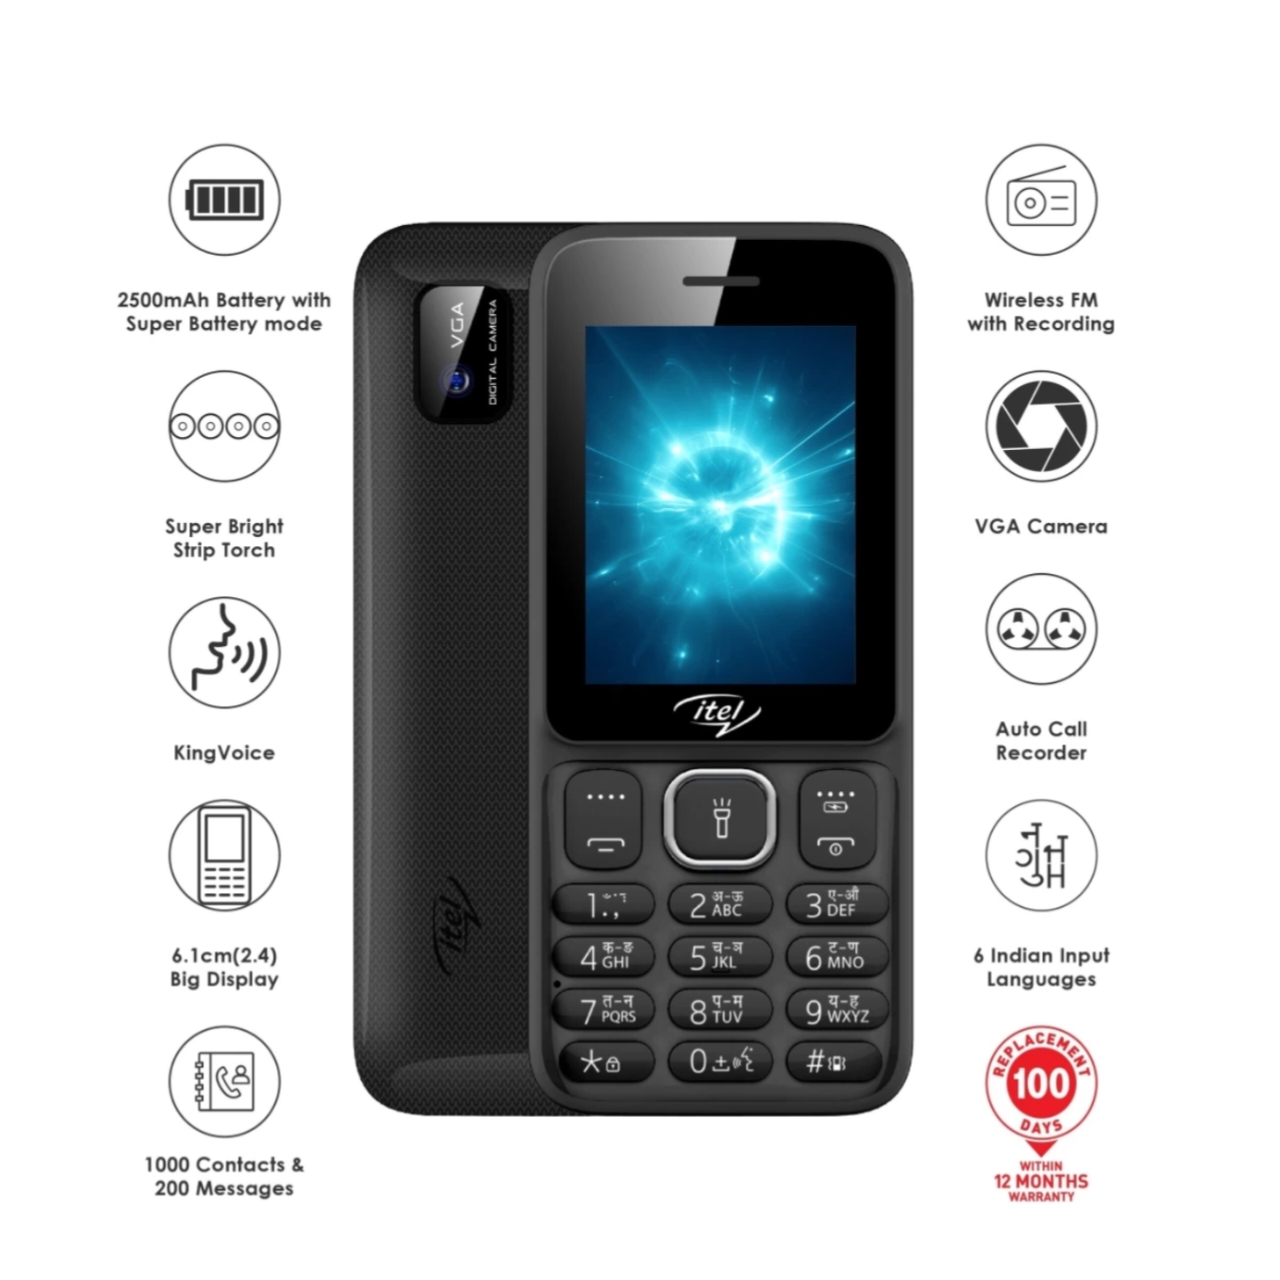 2500mAh Battery with
Super Battery mode
Super Bright
Strip Torch
KingVoice
6.1cm(2.4)
Big Display
1000 Contacts &
200 Messages
VGA
DIGITAL CAMERA
itel
itel
1 . ,
2 अ-ऊ ABC
3 ए-औ DEF
4 क-ङ GHI
5 च-ञ JKL
6 ट-ण MNO
7 त-न PQRS
8 प-म TUV
9 य-ह WXYZ
*
0
#
Wireless FM
with Recording
VGA Camera
Auto Call
Recorder
न
ગુ
ਮ
H
6 Indian Input
Languages
REPLACEMENT
100
DAYS
WITHIN
12 MONTHS
WARRANTY